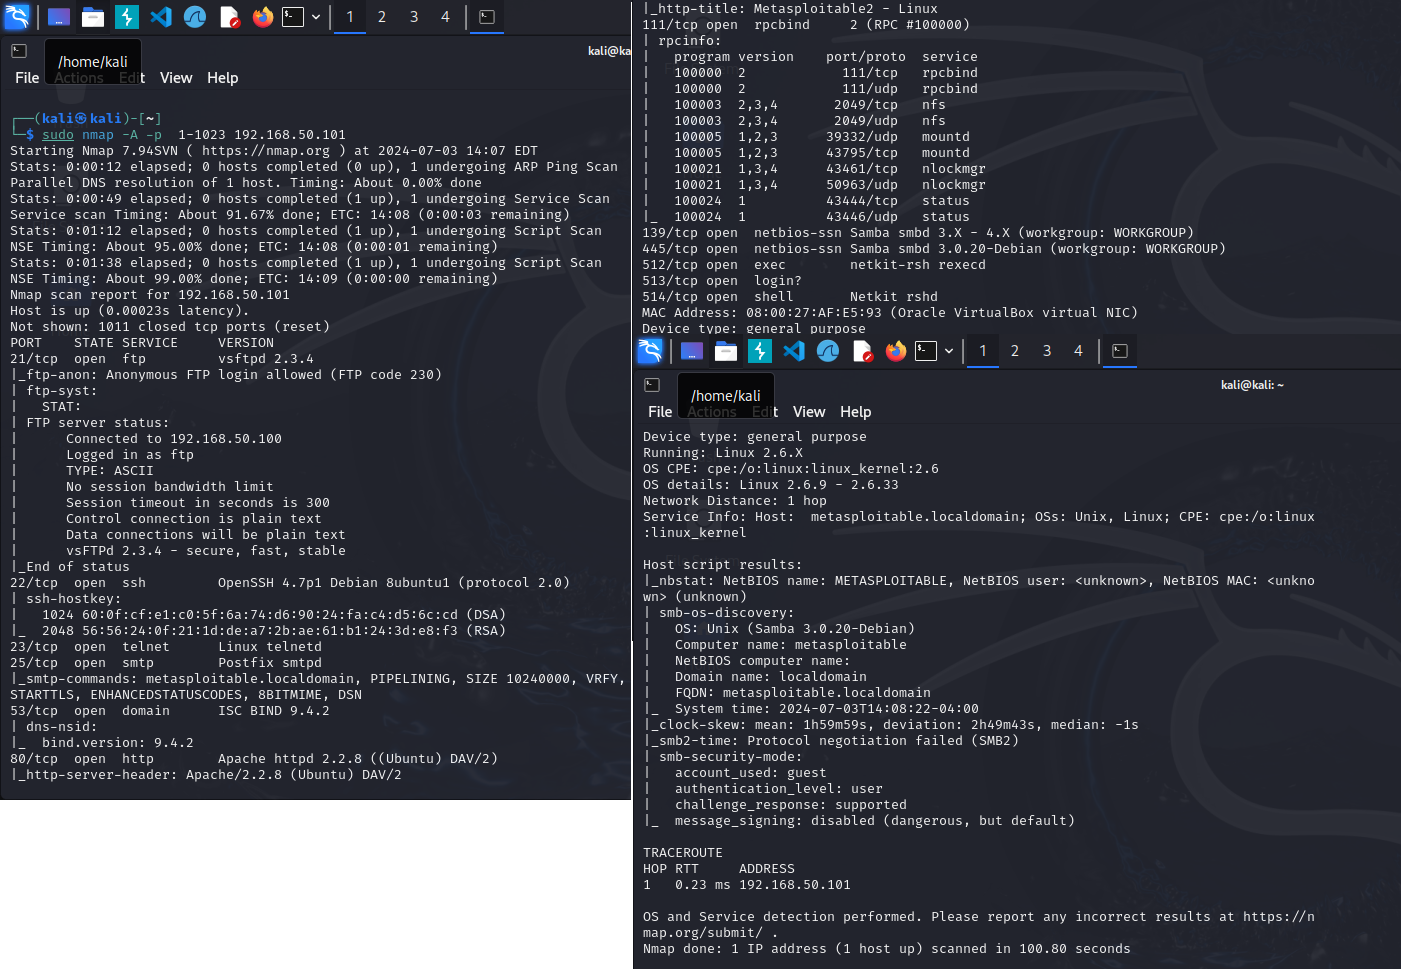 1 2 3 4
/home/kali
kali@ka
File Actions Edit View Help
(kali㉿kali)-[~]
$ sudo nmap -A -p  1-1023 192.168.50.101
Starting Nmap 7.94SVN ( https://nmap.org ) at 2024-07-03 14:07 EDT
Stats: 0:00:12 elapsed; 0 hosts completed (0 up), 1 undergoing ARP Ping Scan
Parallel DNS resolution of 1 host. Timing: About 0.00% done
Stats: 0:00:49 elapsed; 0 hosts completed (1 up), 1 undergoing Service Scan
Service scan Timing: About 91.67% done; ETC: 14:08 (0:00:03 remaining)
Stats: 0:01:12 elapsed; 0 hosts completed (1 up), 1 undergoing Script Scan
NSE Timing: About 95.00% done; ETC: 14:08 (0:00:01 remaining)
Stats: 0:01:38 elapsed; 0 hosts completed (1 up), 1 undergoing Script Scan
NSE Timing: About 99.00% done; ETC: 14:09 (0:00:00 remaining)
Nmap scan report for 192.168.50.101
Host is up (0.00023s latency).
Not shown: 1011 closed tcp ports (reset)
PORT    STATE SERVICE     VERSION
21/tcp  open  ftp         vsftpd 2.3.4
|_ftp-anon: Anonymous FTP login allowed (FTP code 230)
| ftp-syst:
|   STAT:
| FTP server status:
|      Connected to 192.168.50.100
|      Logged in as ftp
|      TYPE: ASCII
|      No session bandwidth limit
|      Session timeout in seconds is 300
|      Control connection is plain text
|      Data connections will be plain text
|      vsFTPd 2.3.4 - secure, fast, stable
|_End of status
22/tcp  open  ssh         OpenSSH 4.7p1 Debian 8ubuntu1 (protocol 2.0)
| ssh-hostkey:
|   1024 60:0f:cf:e1:c0:5f:6a:74:d6:90:24:fa:c4:d5:6c:cd (DSA)
|_  2048 56:56:24:0f:21:1d:de:a7:2b:ae:61:b1:24:3d:e8:f3 (RSA)
23/tcp  open  telnet      Linux telnetd
25/tcp  open  smtp        Postfix smtpd
|_smtp-commands: metasploitable.localdomain, PIPELINING, SIZE 10240000, VRFY,
STARTTLS, ENHANCEDSTATUSCODES, 8BITMIME, DSN
53/tcp  open  domain      ISC BIND 9.4.2
| dns-nsid:
|_  bind.version: 9.4.2
80/tcp  open  http        Apache httpd 2.2.8 ((Ubuntu) DAV/2)
|_http-server-header: Apache/2.2.8 (Ubuntu) DAV/2
|_http-title: Metasploitable2 - Linux
111/tcp open  rpcbind     2 (RPC #100000)
| rpcinfo:
|   program version    port/proto  service
|   100000  2            111/tcp   rpcbind
|   100000  2            111/udp   rpcbind
|   100003  2,3,4       2049/tcp   nfs
|   100003  2,3,4       2049/udp   nfs
|   100005  1,2,3      39332/udp   mountd
|   100005  1,2,3      43795/tcp   mountd
|   100021  1,3,4      43461/tcp   nlockmgr
|   100021  1,3,4      50963/udp   nlockmgr
|   100024  1          43444/tcp   status
|_  100024  1          43446/udp   status
139/tcp open  netbios-ssn Samba smbd 3.X - 4.X (workgroup: WORKGROUP)
445/tcp open  netbios-ssn Samba smbd 3.0.20-Debian (workgroup: WORKGROUP)
512/tcp open  exec        netkit-rsh rexecd
513/tcp open  login?
514/tcp open  shell       Netkit rshd
MAC Address: 08:00:27:AF:E5:93 (Oracle VirtualBox virtual NIC)
Device type: general purpose
1 2 3 4
/home/kali
kali@kali: ~
File Actions Edit View Help
Device type: general purpose
Running: Linux 2.6.X
OS CPE: cpe:/o:linux:linux_kernel:2.6
OS details: Linux 2.6.9 - 2.6.33
Network Distance: 1 hop
Service Info: Host:  metasploitable.localdomain; OSs: Unix, Linux; CPE: cpe:/o:linux
:linux_kernel
Host script results:
|_nbstat: NetBIOS name: METASPLOITABLE, NetBIOS user: <unknown>, NetBIOS MAC: <unkno
wn> (unknown)
| smb-os-discovery:
|   OS: Unix (Samba 3.0.20-Debian)
|   Computer name: metasploitable
|   NetBIOS computer name:
|   Domain name: localdomain
|   FQDN: metasploitable.localdomain
|_  System time: 2024-07-03T14:08:22-04:00
|_clock-skew: mean: 1h59m59s, deviation: 2h49m43s, median: -1s
|_smb2-time: Protocol negotiation failed (SMB2)
| smb-security-mode:
|   account_used: guest
|   authentication_level: user
|   challenge_response: supported
|_  message_signing: disabled (dangerous, but default)
TRACEROUTE
HOP RTT     ADDRESS
1   0.23 ms 192.168.50.101
OS and Service detection performed. Please report any incorrect results at https://n
map.org/submit/ .
Nmap done: 1 IP address (1 host up) scanned in 100.80 seconds